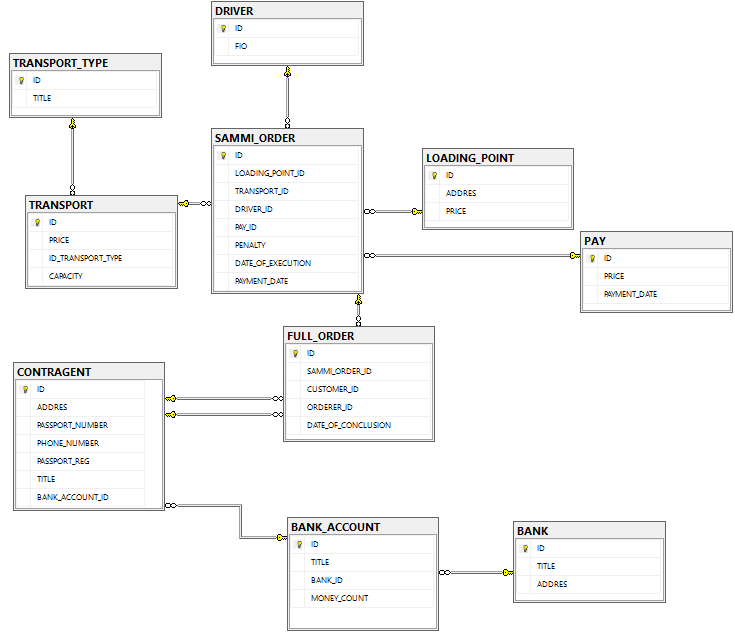 DRIVER
ID
FIO
TRANSPORT_TYPE
ID
TITLE
SAMMI_ORDER
ID
LOADING_POINT_ID
TRANSPORT_ID
DRIVER_ID
PAY_ID
PENALTY
DATE_OF_EXECUTION
PAYMENT_DATE
LOADING_POINT
ID
ADDRES
PRICE
TRANSPORT
ID
PRICE
ID_TRANSPORT_TYPE
CAPACITY
PAY
ID
PRICE
PAYMENT_DATE
FULL_ORDER
ID
SAMMI_ORDER_ID
CUSTOMER_ID
ORDERER_ID
DATE_OF_CONCLUSION
CONTRAGENT
ID
ADDRES
PASSPORT_NUMBER
PHONE_NUMBER
PASSPORT_REG
TITLE
BANK_ACCOUNT_ID
BANK_ACCOUNT
ID
TITLE
BANK_ID
MONEY_COUNT
BANK
ID
TITLE
ADDRES